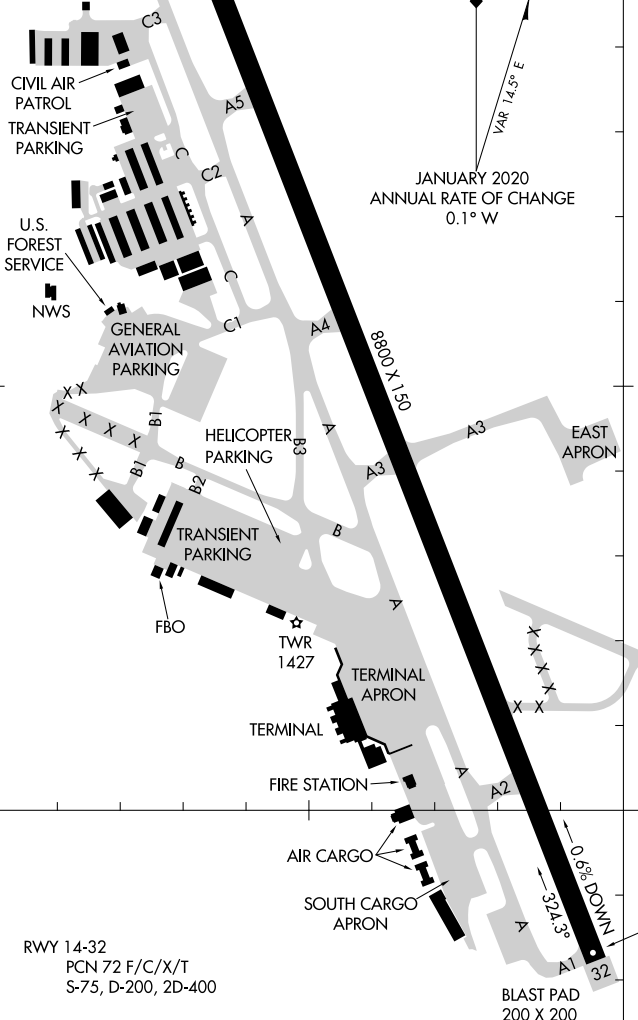 C3
CIVIL AIR
PATROL
TRANSIENT
PARKING
A5
VAR 14.5° E
C
C2
JANUARY 2020
ANNUAL RATE OF CHANGE
0.1° W
A
U.S.
FOREST
SERVICE
C
NWS
C1
GENERAL
AVIATION
PARKING
A4
8800 X 150
X X
X X X X
X X X
B1
HELICOPTER
PARKING
B3
A
A3
EAST
APRON
B1
B
B2
A3
TRANSIENT
PARKING
B
FBO
A
TWR
1427
X
X
X
X
X X
TERMINAL
APRON
TERMINAL
A
FIRE STATION
A2
AIR CARGO
0.6% DOWN
324.3°
SOUTH CARGO
APRON
A
RWY 14-32
PCN 72 F/C/X/T
S-75, D-200, 2D-400
A1
32
BLAST PAD
200 X 200